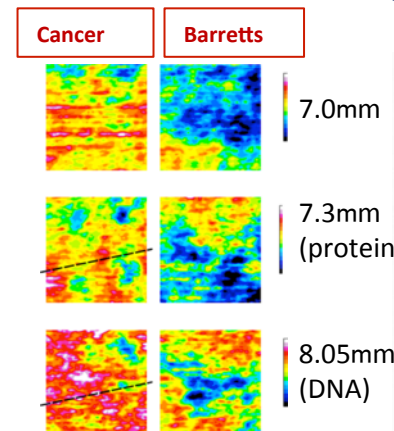 Cancer
Barretts
7.0mm
7.3mm
(protein
8.05mm
(DNA)